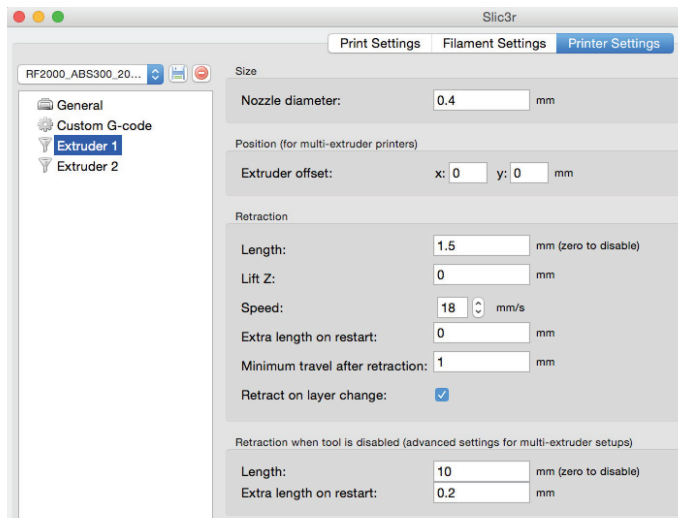 Slic3r
Print Settings Filament Settings Printer Settings
RF2000_ABS300_20...
General
Custom G-code
Extruder 1
Extruder 2
Size
Nozzle diameter: 0.4 mm
Position (for multi-extruder printers)
Extruder offset: x: 0 y: 0 mm
Retraction
Length: 1.5 mm (zero to disable)
Lift Z: 0 mm
Speed: 18 mm/s
Extra length on restart: 0 mm
Minimum travel after retraction: 1 mm
Retract on layer change:
Retraction when tool is disabled (advanced settings for multi-extruder setups)
Length: 10 mm (zero to disable)
Extra length on restart: 0.2 mm